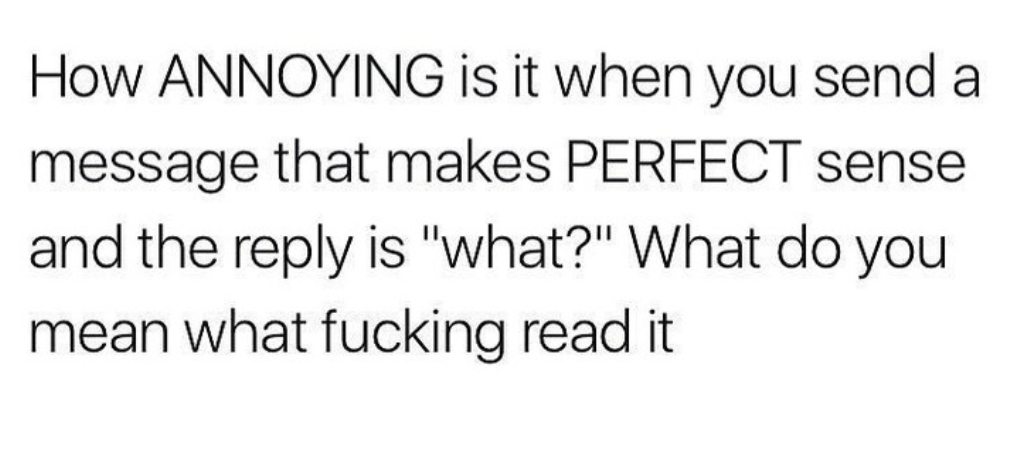 How ANNOYING is it when you send a
message that makes PERFECT sense
and the reply is "what?" What do you
mean what fucking read it